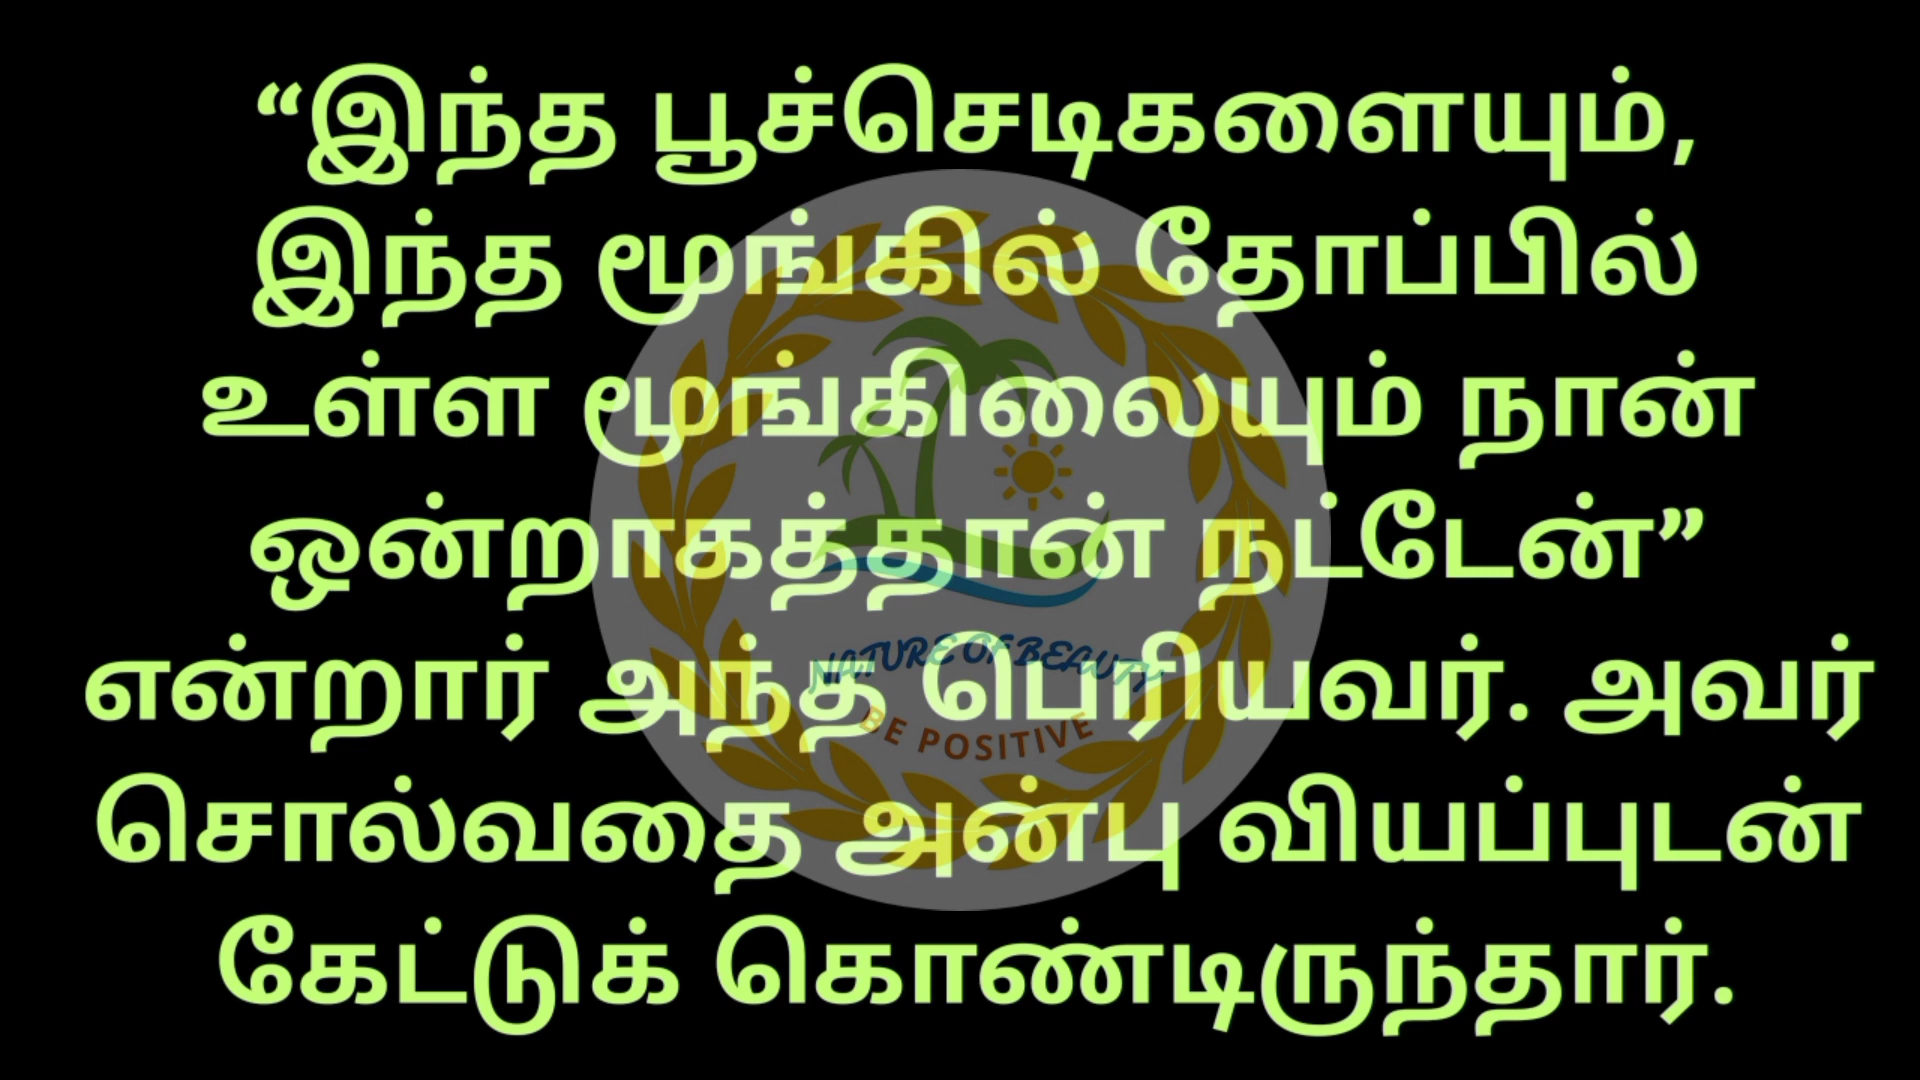 “இந்த பூச்செடிகளையும்,
இந்த மூங்கில் தோப்பில்
உள்ள மூங்கிலையும் நான்
ஒன்றாகத்தான் நட்டேன்”
என்றார் அந்த பெரியவர். அவர்
சொல்வதை அன்பு வியப்புடன்
கேட்டுக் கொண்டிருந்தார்.
NATURE OF BEAUTY
BE POSITIVE